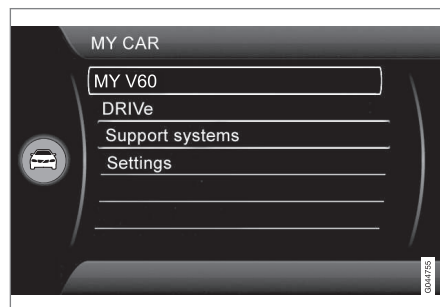 MY CAR
MY V60
DRIVe
Support systems
Settings
G044755